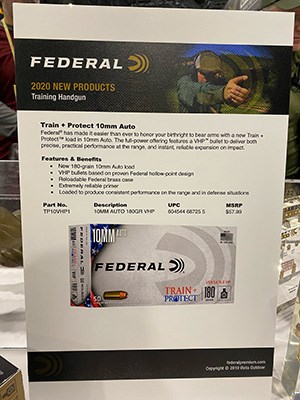 FEDERAL
2020 NEW PRODUCTS
Training Handgun
Train + Protect 10mm Auto
Federal® has made it easier than ever to honor your birthright to bear arms with a new Train +
Protect™ load in 10mm Auto. The full-power offering features a VHP™ bullet to deliver both
precise, practical performance at the range, and instant, reliable expansion on impact.
Features & Benefits
• New 180-grain 10mm Auto load
• VHP bullets based on proven Federal hollow-point design
• Reloadable Federal brass case
• Extremely reliable primer
• Loaded to produce consistent performance on the range and in defense situations
Part No. Description UPC MSRP
TP10VHP1 10MM AUTO 180GR VHP 604544 68725 5 $57.99
10MM
AUTO
FEDERAL
50
TRAIN +
PROTECT
180
federalpremium.com
Copyright © 2019 Vista Outdoor